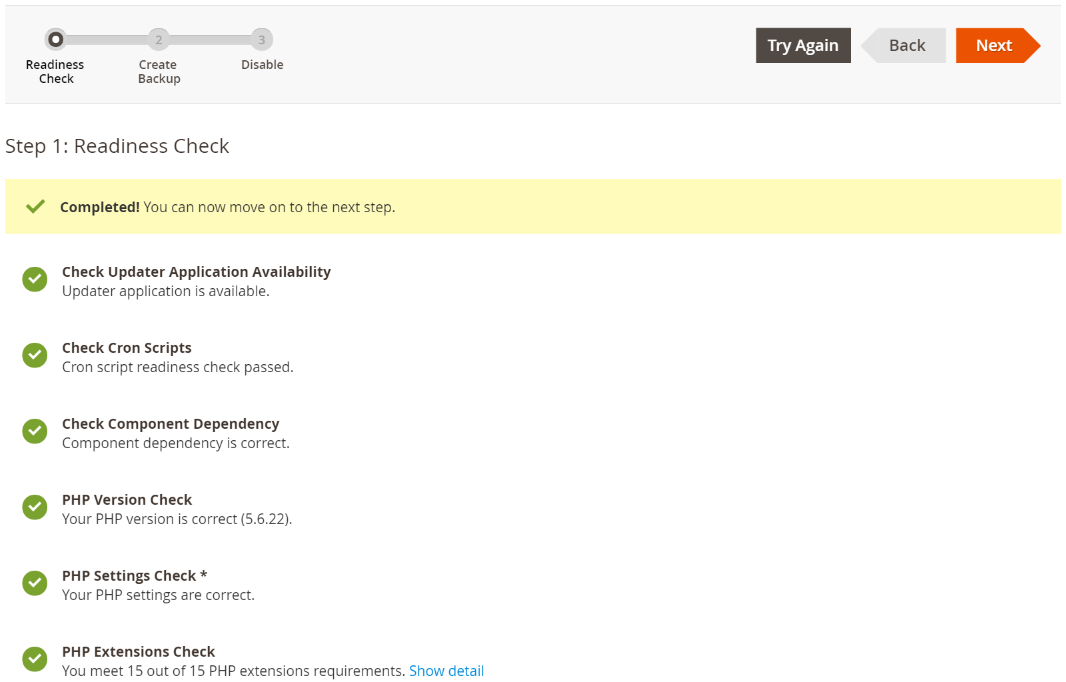 2
3
Readiness
Check
Create
Backup
Disable
Try Again
Back
Next
Step 1: Readiness Check
Completed! You can now move on to the next step.
Check Updater Application Availability
Updater application is available.
Check Cron Scripts
Cron script readiness check passed.
Check Component Dependency
Component dependency is correct.
PHP Version Check
Your PHP version is correct (5.6.22).
PHP Settings Check *
Your PHP settings are correct.
PHP Extensions Check
You meet 15 out of 15 PHP extensions requirements. Show detail